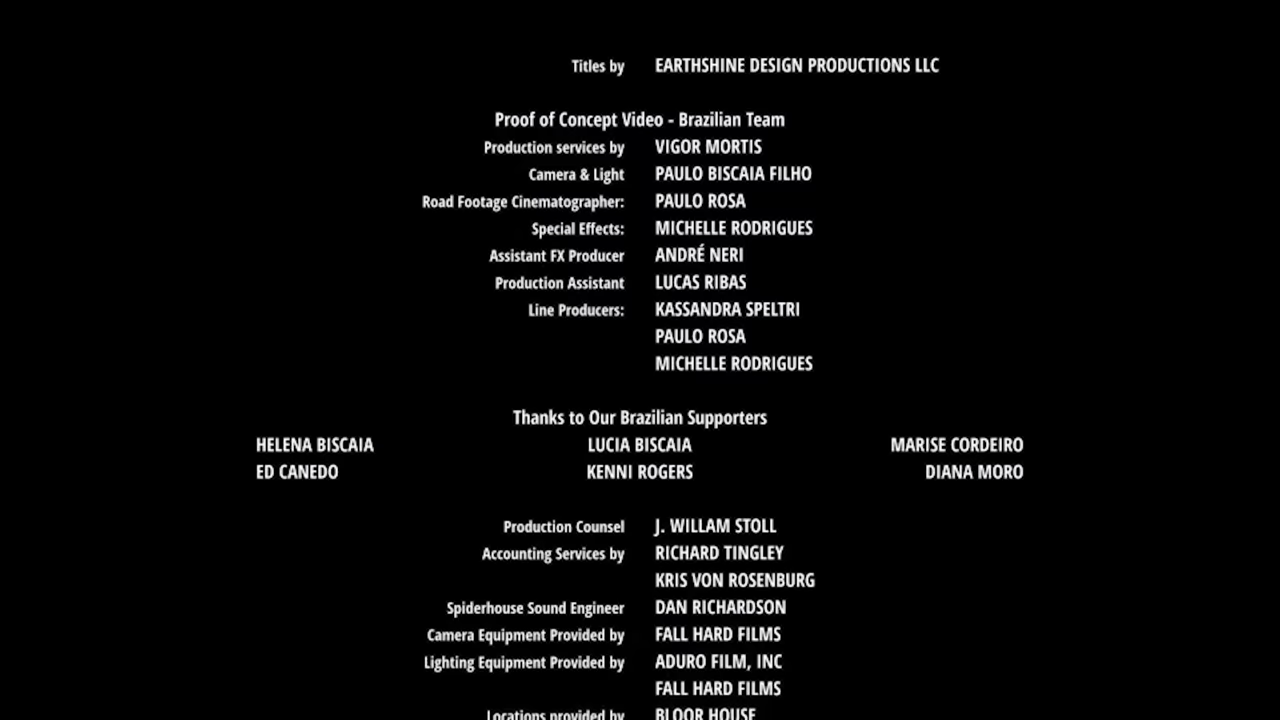 Titles by EARTHSHINE DESIGN PRODUCTIONS LLC
Proof of Concept Video - Brazilian Team
Production services by VIGOR MORTIS
Camera & Light PAULO BISCAIA FILHO
Road Footage Cinematographer: PAULO ROSA
Special Effects: MICHELLE RODRIGUES
Assistant FX Producer ANDRÉ NERI
Production Assistant LUCAS RIBAS
Line Producers: KASSANDRA SPELTRI
PAULO ROSA
MICHELLE RODRIGUES
Thanks to Our Brazilian Supporters
HELENA BISCAIA LUCIA BISCAIA MARISE CORDEIRO
ED CANEDO KENNI ROGERS DIANA MORO
Production Counsel J. WILLAM STOLL
Accounting Services by RICHARD TINGLEY
KRIS VON ROSENBURG
Spiderhouse Sound Engineer DAN RICHARDSON
Camera Equipment Provided by FALL HARD FILMS
Lighting Equipment Provided by ADURO FILM, INC
FALL HARD FILMS
Locations provided by BLOOR HOUSE